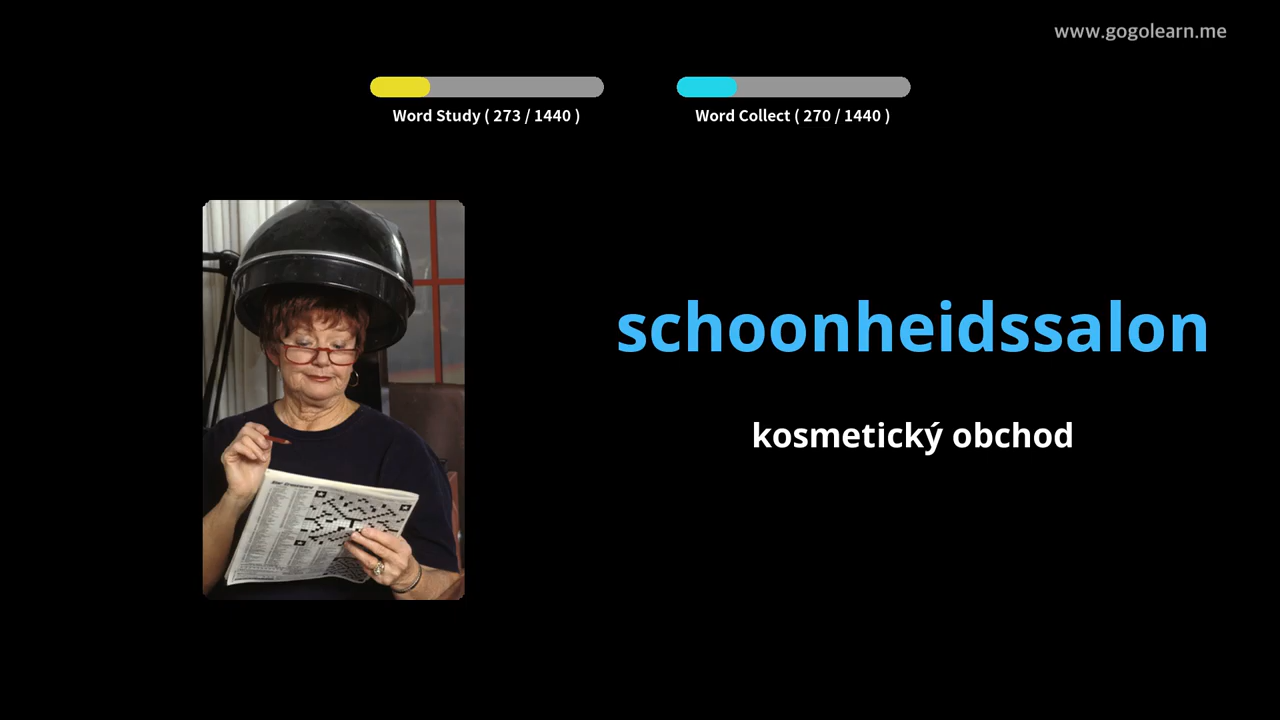 www.gogolearn.me
Word Study ( 273 / 1440 )
Word Collect ( 270 / 1440 )
schoonheidssalon
kosmetický obchod